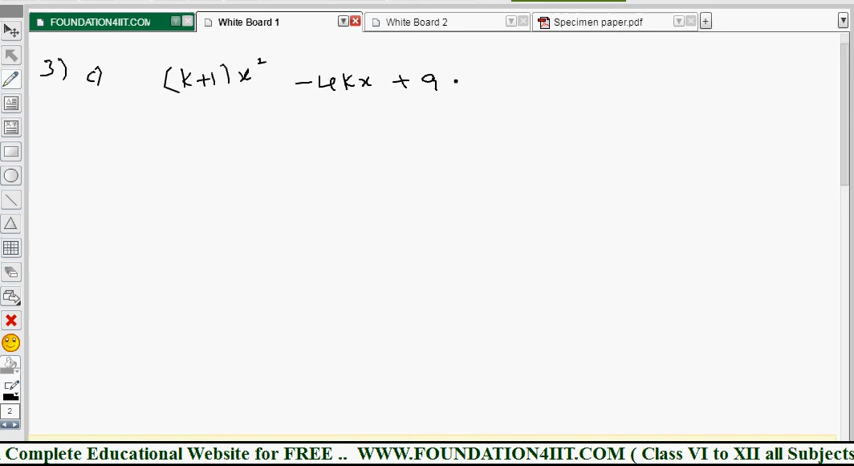 FOUNDATION4IIT.COM White Board 1 White Board 2 Specimen paper.pdf
3) c) (k+1)x² -4kx + 9.
2
Complete Educational Website for FREE .. WWW.FOUNDATION4IIT.COM ( Class VI to XII all Subjects